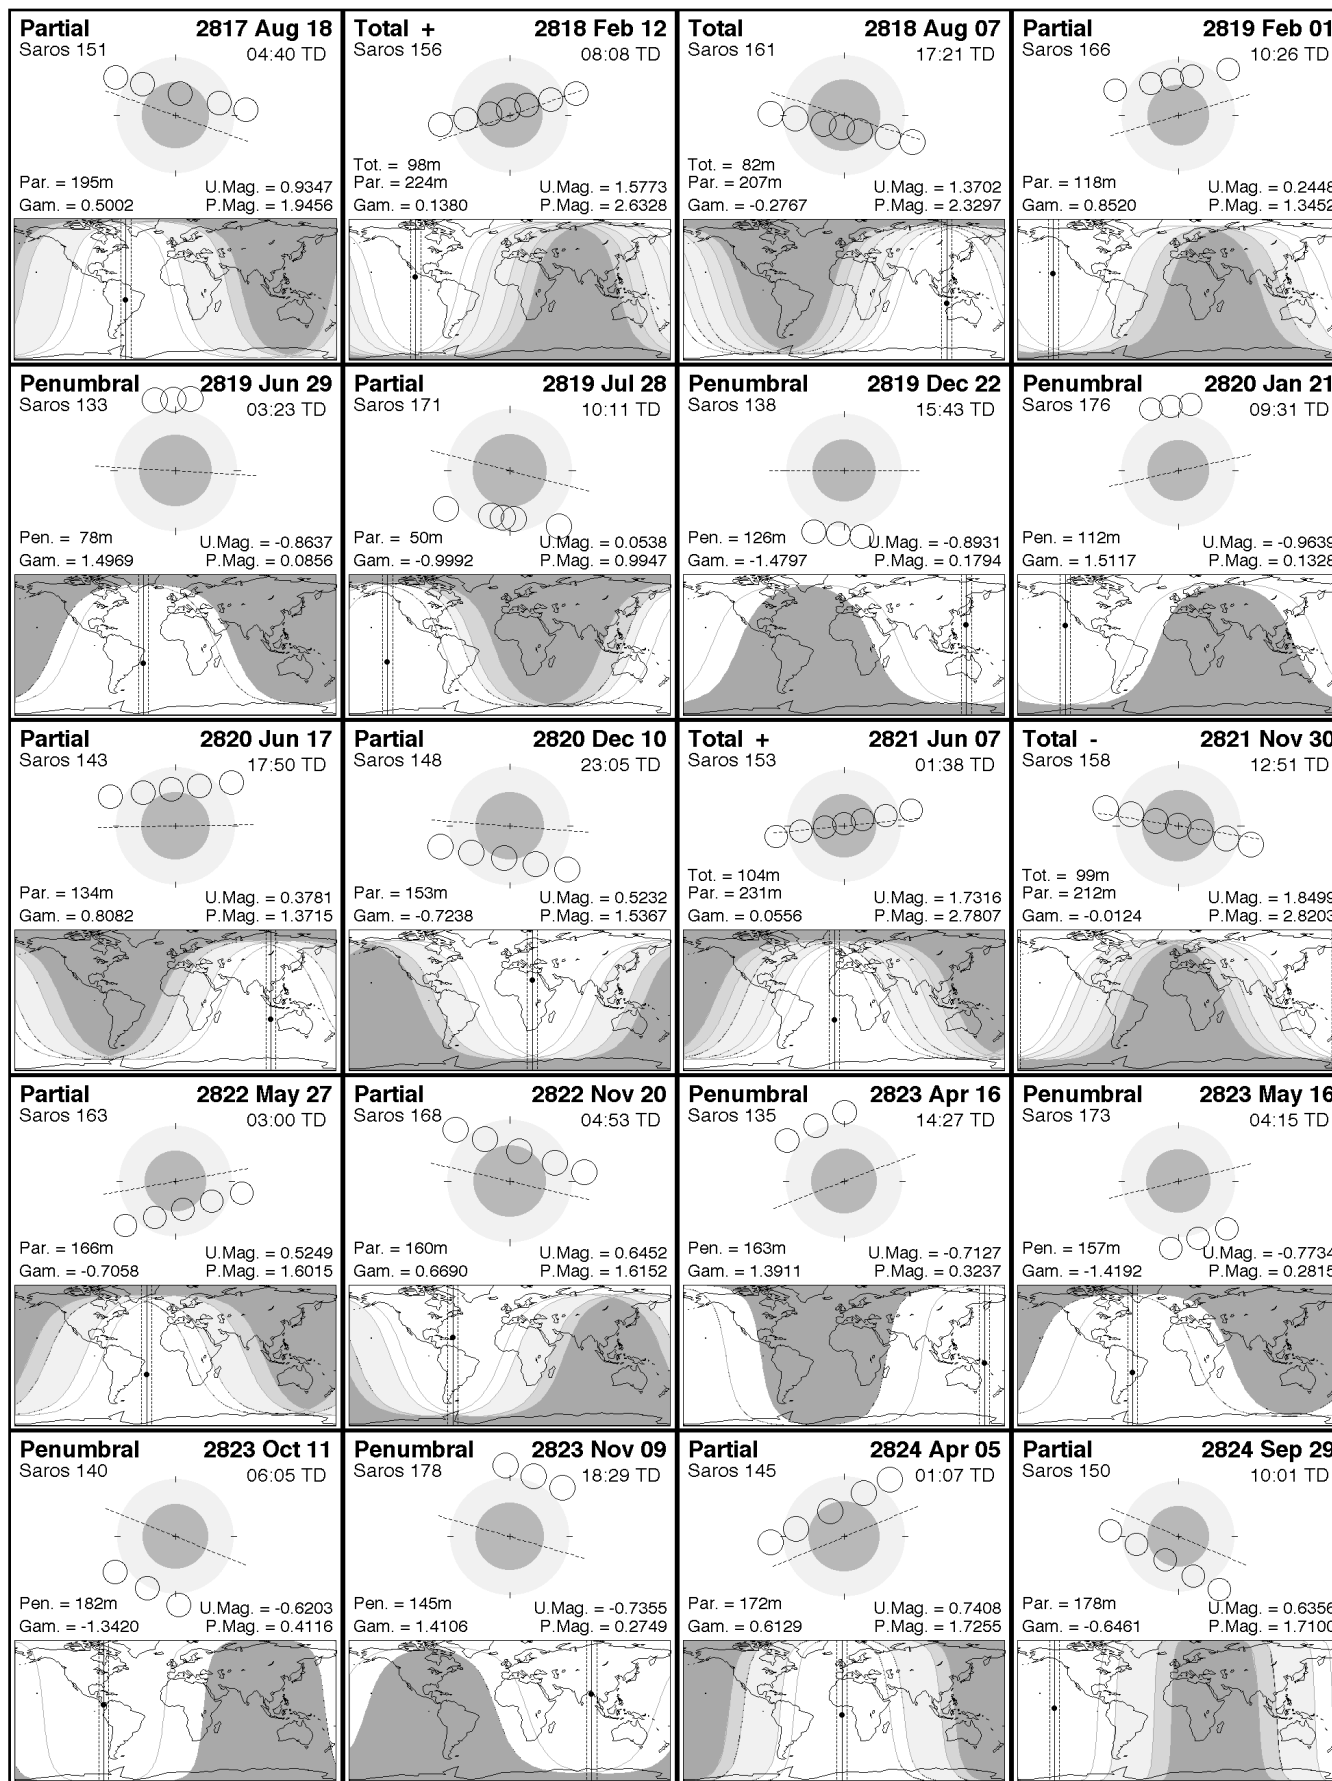 Partial 2817 Aug 18
Saros 151 04:40 TD
Par. = 195m U.Mag. = 0.9347
Gam. = 0.5002 P.Mag. = 1.9456
Total + 2818 Feb 12
Saros 156 08:08 TD
Tot. = 98m
Par. = 224m U.Mag. = 1.5773
Gam. = 0.1380 P.Mag. = 2.6328
Total 2818 Aug 07
Saros 161 17:21 TD
Tot. = 82m
Par. = 207m U.Mag. = 1.3702
Gam. = -0.2767 P.Mag. = 2.3297
Partial 2819 Feb 01
Saros 166 10:26 TD
Par. = 118m U.Mag. = 0.2448
Gam. = 0.8520 P.Mag. = 1.3452
Penumbral 2819 Jun 29
Saros 133 03:23 TD
Pen. = 78m U.Mag. = -0.8637
Gam. = 1.4969 P.Mag. = 0.0856
Partial 2819 Jul 28
Saros 171 10:11 TD
Par. = 50m U.Mag. = 0.0538
Gam. = -0.9992 P.Mag. = 0.9947
Penumbral 2819 Dec 22
Saros 138 15:43 TD
Pen. = 126m U.Mag. = -0.8931
Gam. = -1.4797 P.Mag. = 0.1794
Penumbral 2820 Jan 21
Saros 176 09:31 TD
Pen. = 112m U.Mag. = -0.9639
Gam. = 1.5117 P.Mag. = 0.1328
Partial 2820 Jun 17
Saros 143 17:50 TD
Par. = 134m U.Mag. = 0.3781
Gam. = 0.8082 P.Mag. = 1.3715
Partial 2820 Dec 10
Saros 148 23:05 TD
Par. = 153m U.Mag. = 0.5232
Gam. = -0.7238 P.Mag. = 1.5367
Total + 2821 Jun 07
Saros 153 01:38 TD
Tot. = 104m
Par. = 231m U.Mag. = 1.7316
Gam. = 0.0556 P.Mag. = 2.7807
Total - 2821 Nov 30
Saros 158 12:51 TD
Tot. = 99m
Par. = 212m U.Mag. = 1.8499
Gam. = -0.0124 P.Mag. = 2.8203
Partial 2822 May 27
Saros 163 03:00 TD
Par. = 166m U.Mag. = 0.5249
Gam. = -0.7058 P.Mag. = 1.6015
Partial 2822 Nov 20
Saros 168 04:53 TD
Par. = 160m U.Mag. = 0.6452
Gam. = 0.6690 P.Mag. = 1.6152
Penumbral 2823 Apr 16
Saros 135 14:27 TD
Pen. = 163m U.Mag. = -0.7127
Gam. = 1.3911 P.Mag. = 0.3237
Penumbral 2823 May 16
Saros 173 04:15 TD
Pen. = 157m U.Mag. = -0.7734
Gam. = -1.4192 P.Mag. = 0.2815
Penumbral 2823 Oct 11
Saros 140 06:05 TD
Pen. = 182m U.Mag. = -0.6203
Gam. = -1.3420 P.Mag. = 0.4116
Penumbral 2823 Nov 09
Saros 178 18:29 TD
Pen. = 145m U.Mag. = -0.7355
Gam. = 1.4106 P.Mag. = 0.2749
Partial 2824 Apr 05
Saros 145 01:07 TD
Par. = 172m U.Mag. = 0.7408
Gam. = 0.6129 P.Mag. = 1.7255
Partial 2824 Sep 29
Saros 150 10:01 TD
Par. = 178m U.Mag. = 0.6356
Gam. = -0.6461 P.Mag. = 1.7100